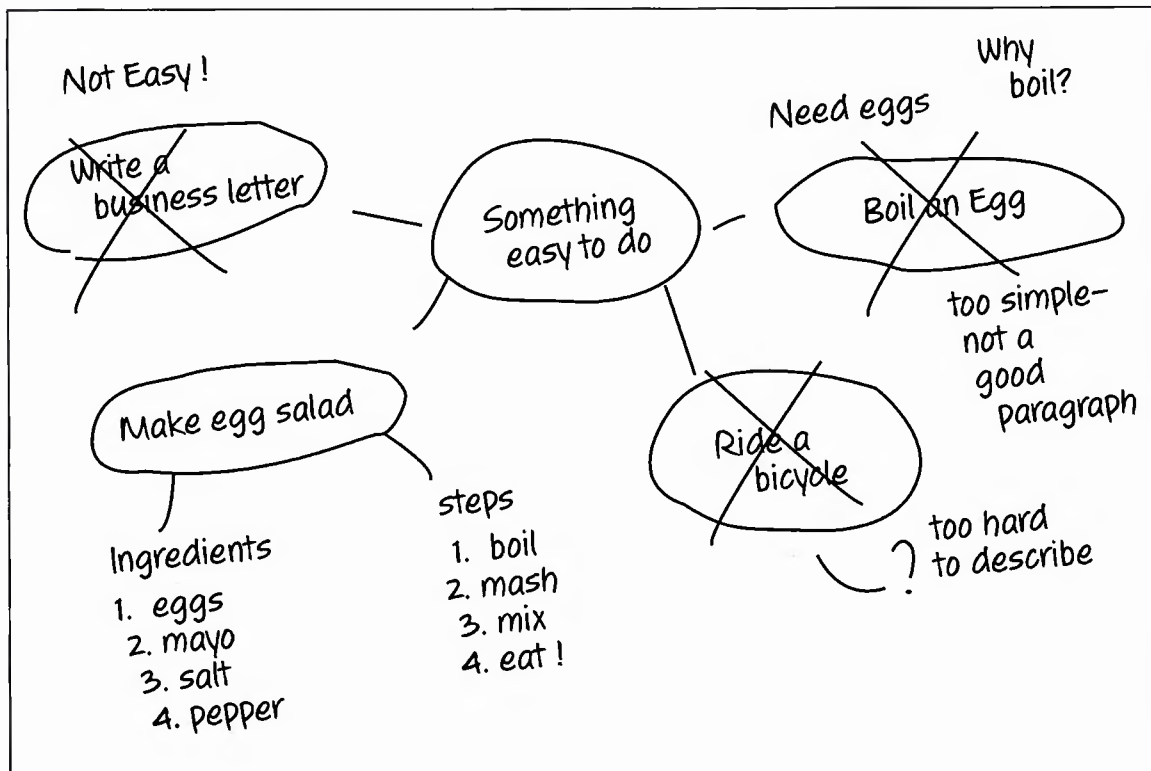 Not Easy !
Write a
business letter
Something
easy to do
Why
boil?
Need eggs
Boil an Egg
too simple-
not a
good
paragraph
Make egg salad
Ingredients
1. eggs
2. mayo
3. salt
4. pepper
steps
1. boil
2. mash
3. mix
4. eat !
Ride a
bicycle
? too hard
to describe